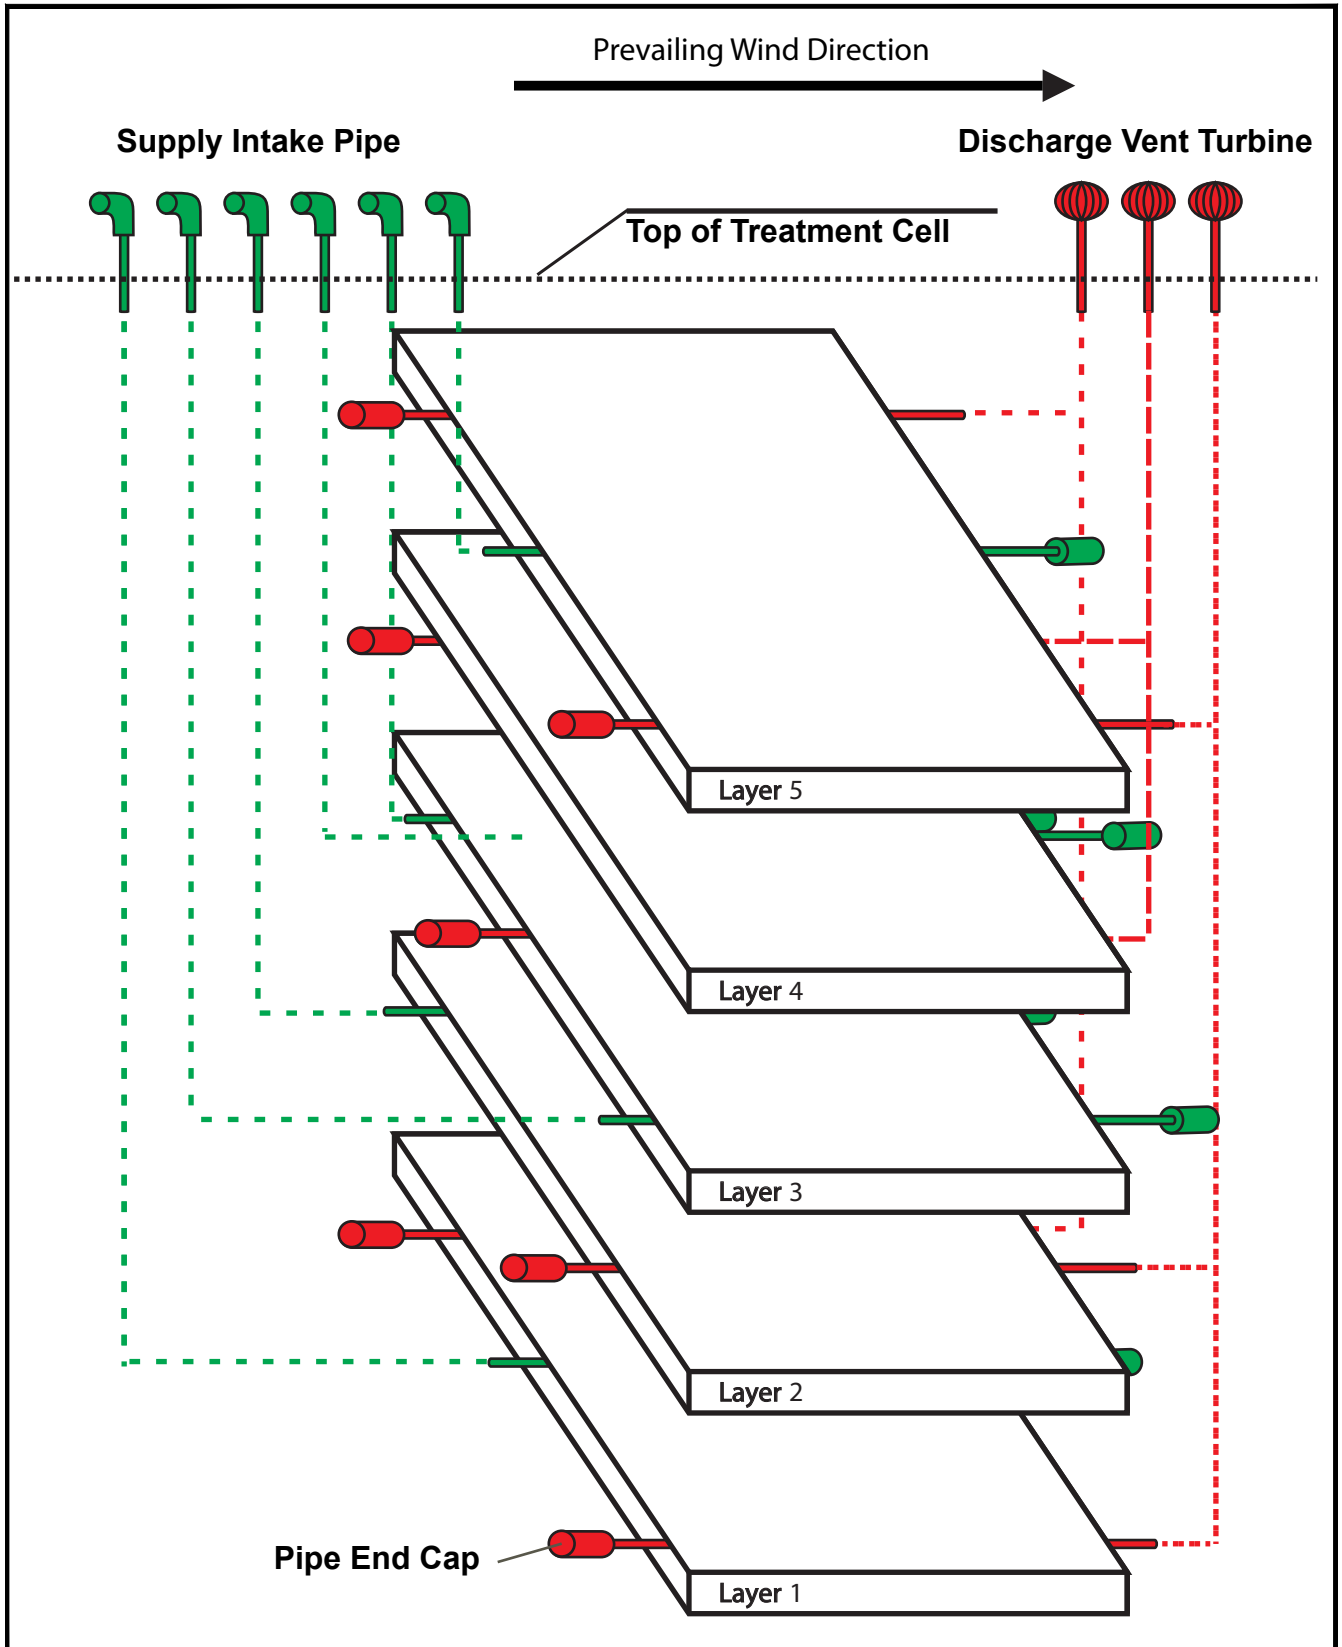 Prevailing Wind Direction
Supply Intake Pipe
Discharge Vent Turbine
Top of Treatment Cell
Layer 5
Layer 4
Layer 3
Layer 2
Pipe End Cap
Layer 1